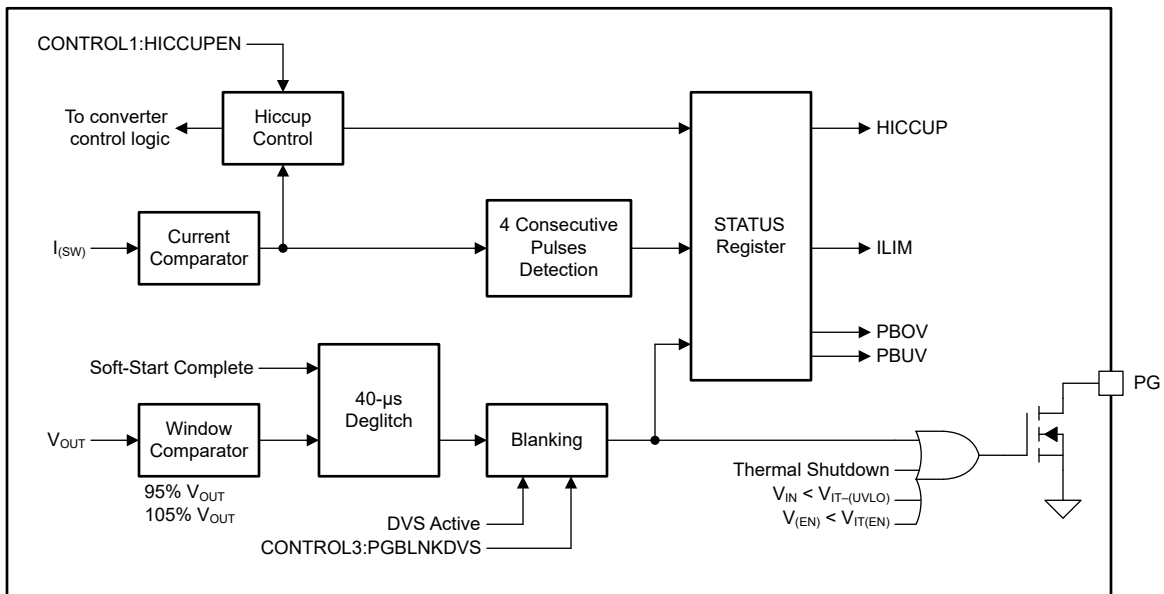 CONTROL1:HICCUPEN
To converter
control logic
Hiccup
Control
HICCUP
I(SW)
Current
Comparator
4 Consecutive
Pulses
Detection
STATUS
Register
ILIM
PBOV
PBUV
Soft-Start Complete
40-µs
Deglitch
VOUT
Window
Comparator
Blanking
95% VOUT
105% VOUT
DVS Active
CONTROL3:PGBLNKDVS
Thermal Shutdown
VIN < VIT–(UVLO)
V(EN) < VIT(EN)
PG